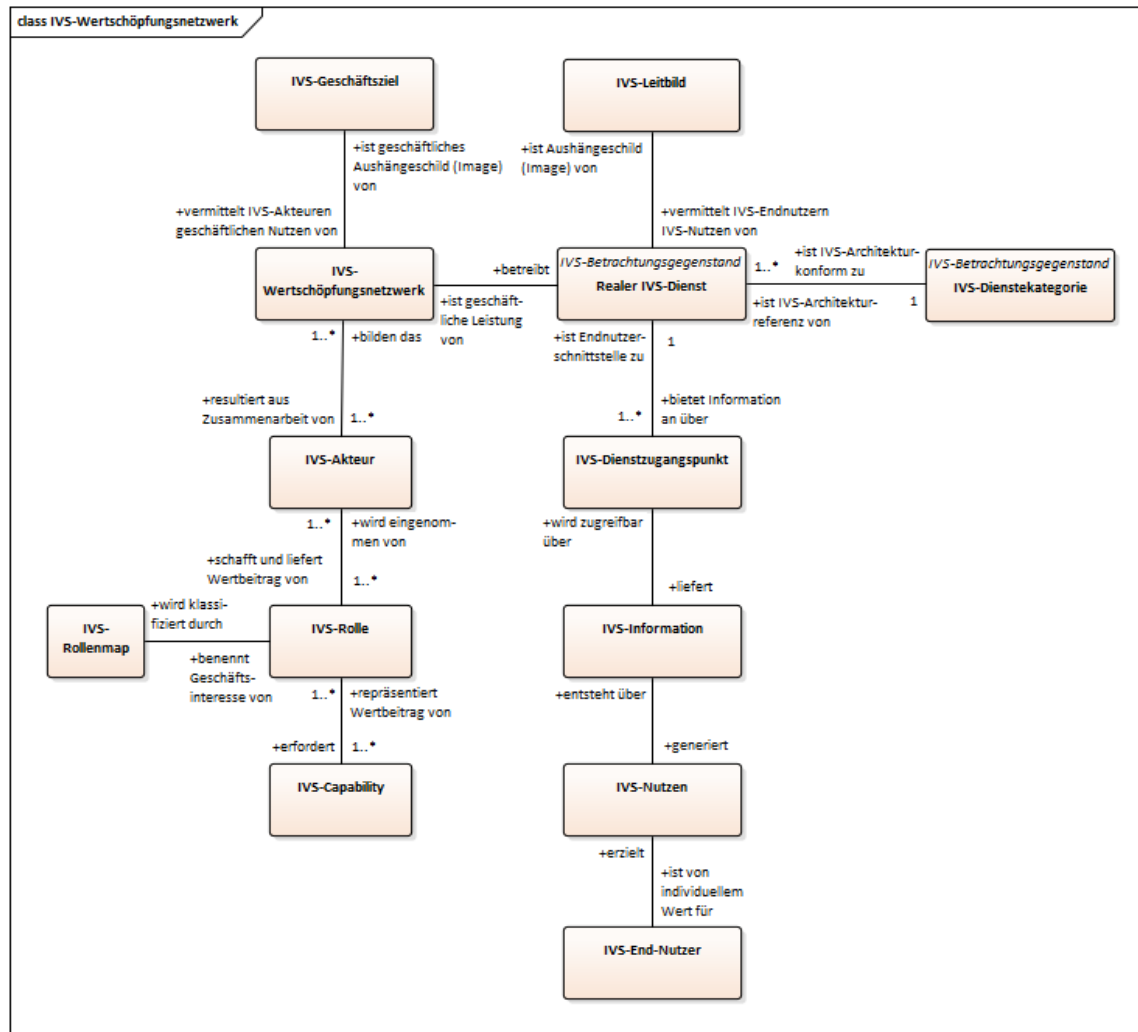 class IVS-Wertschöpfungsnetzwerk
IVS-Geschäftsziel
IVS-Leitbild
+ist geschäftliches
Aushängeschild (Image)
von
+ist Aushängeschild
(Image) von
+vermittelt IVS-Akteuren
geschäftlichen Nutzen von
+vermittelt IVS-Endnutzern
IVS-Nutzen von
IVS-
Wertschöpfungsnetzwerk
+betreibt
+ist geschäft-
liche Leistung
von
IVS-Betrachtungsgegenstand
Realer IVS-Dienst
1..*
+ist IVS-Architektur-
konform zu
+ist IVS-Architektur-
referenz von
1
IVS-Betrachtungsgegenstand
IVS-Dienstekategorie
1..*
+bilden das
+ist Endnutzer-
schnittstelle zu
1
+resultiert aus
Zusammenarbeit von
1..*
1..*
+bietet Information
an über
IVS-Akteur
IVS-Dienstzugangspunkt
1..*
+wird eingenom-
men von
+wird zugreifbar
über
+schafft und liefert
Wertbeitrag von
1..*
+liefert
IVS-
Rollenmap
+wird klassi-
fiziert durch
+benennt
Geschäfts-
interesse von
IVS-Rolle
IVS-Information
1..*
+repräsentiert
Wertbeitrag von
+entsteht über
+erfordert
1..*
+generiert
IVS-Capability
IVS-Nutzen
+erzielt
+ist von
individuellem
Wert für
IVS-End-Nutzer